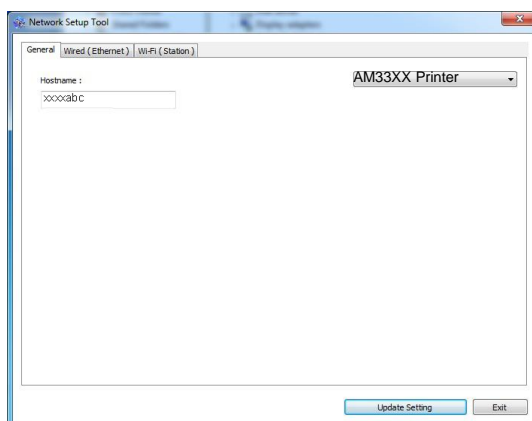 Network Setup Tool
General Wired ( Ethernet ) Wi-Fi ( Station )
Hostname :
AM33XX Printer
xxxxabc
Update Setting Exit